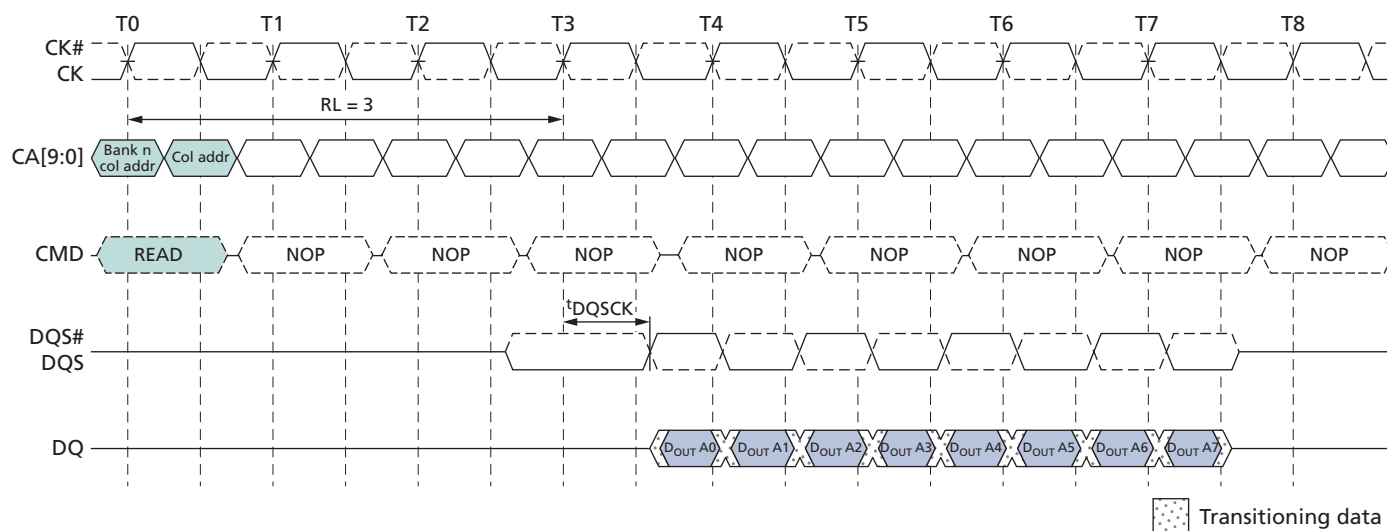 T0 T1 T2 T3 T4 T5 T6 T7 T8
CK#
CK
RL = 3
CA[9:0]
Bank n
col addr
Col addr
CMD
READ NOP NOP NOP NOP NOP NOP NOP NOP
tDQSCK
DQS#
DQS
DQ
DOUT A0 DOUT A1 DOUT A2 DOUT A3 DOUT A4 DOUT A5 DOUT A6 DOUT A7
Transitioning data